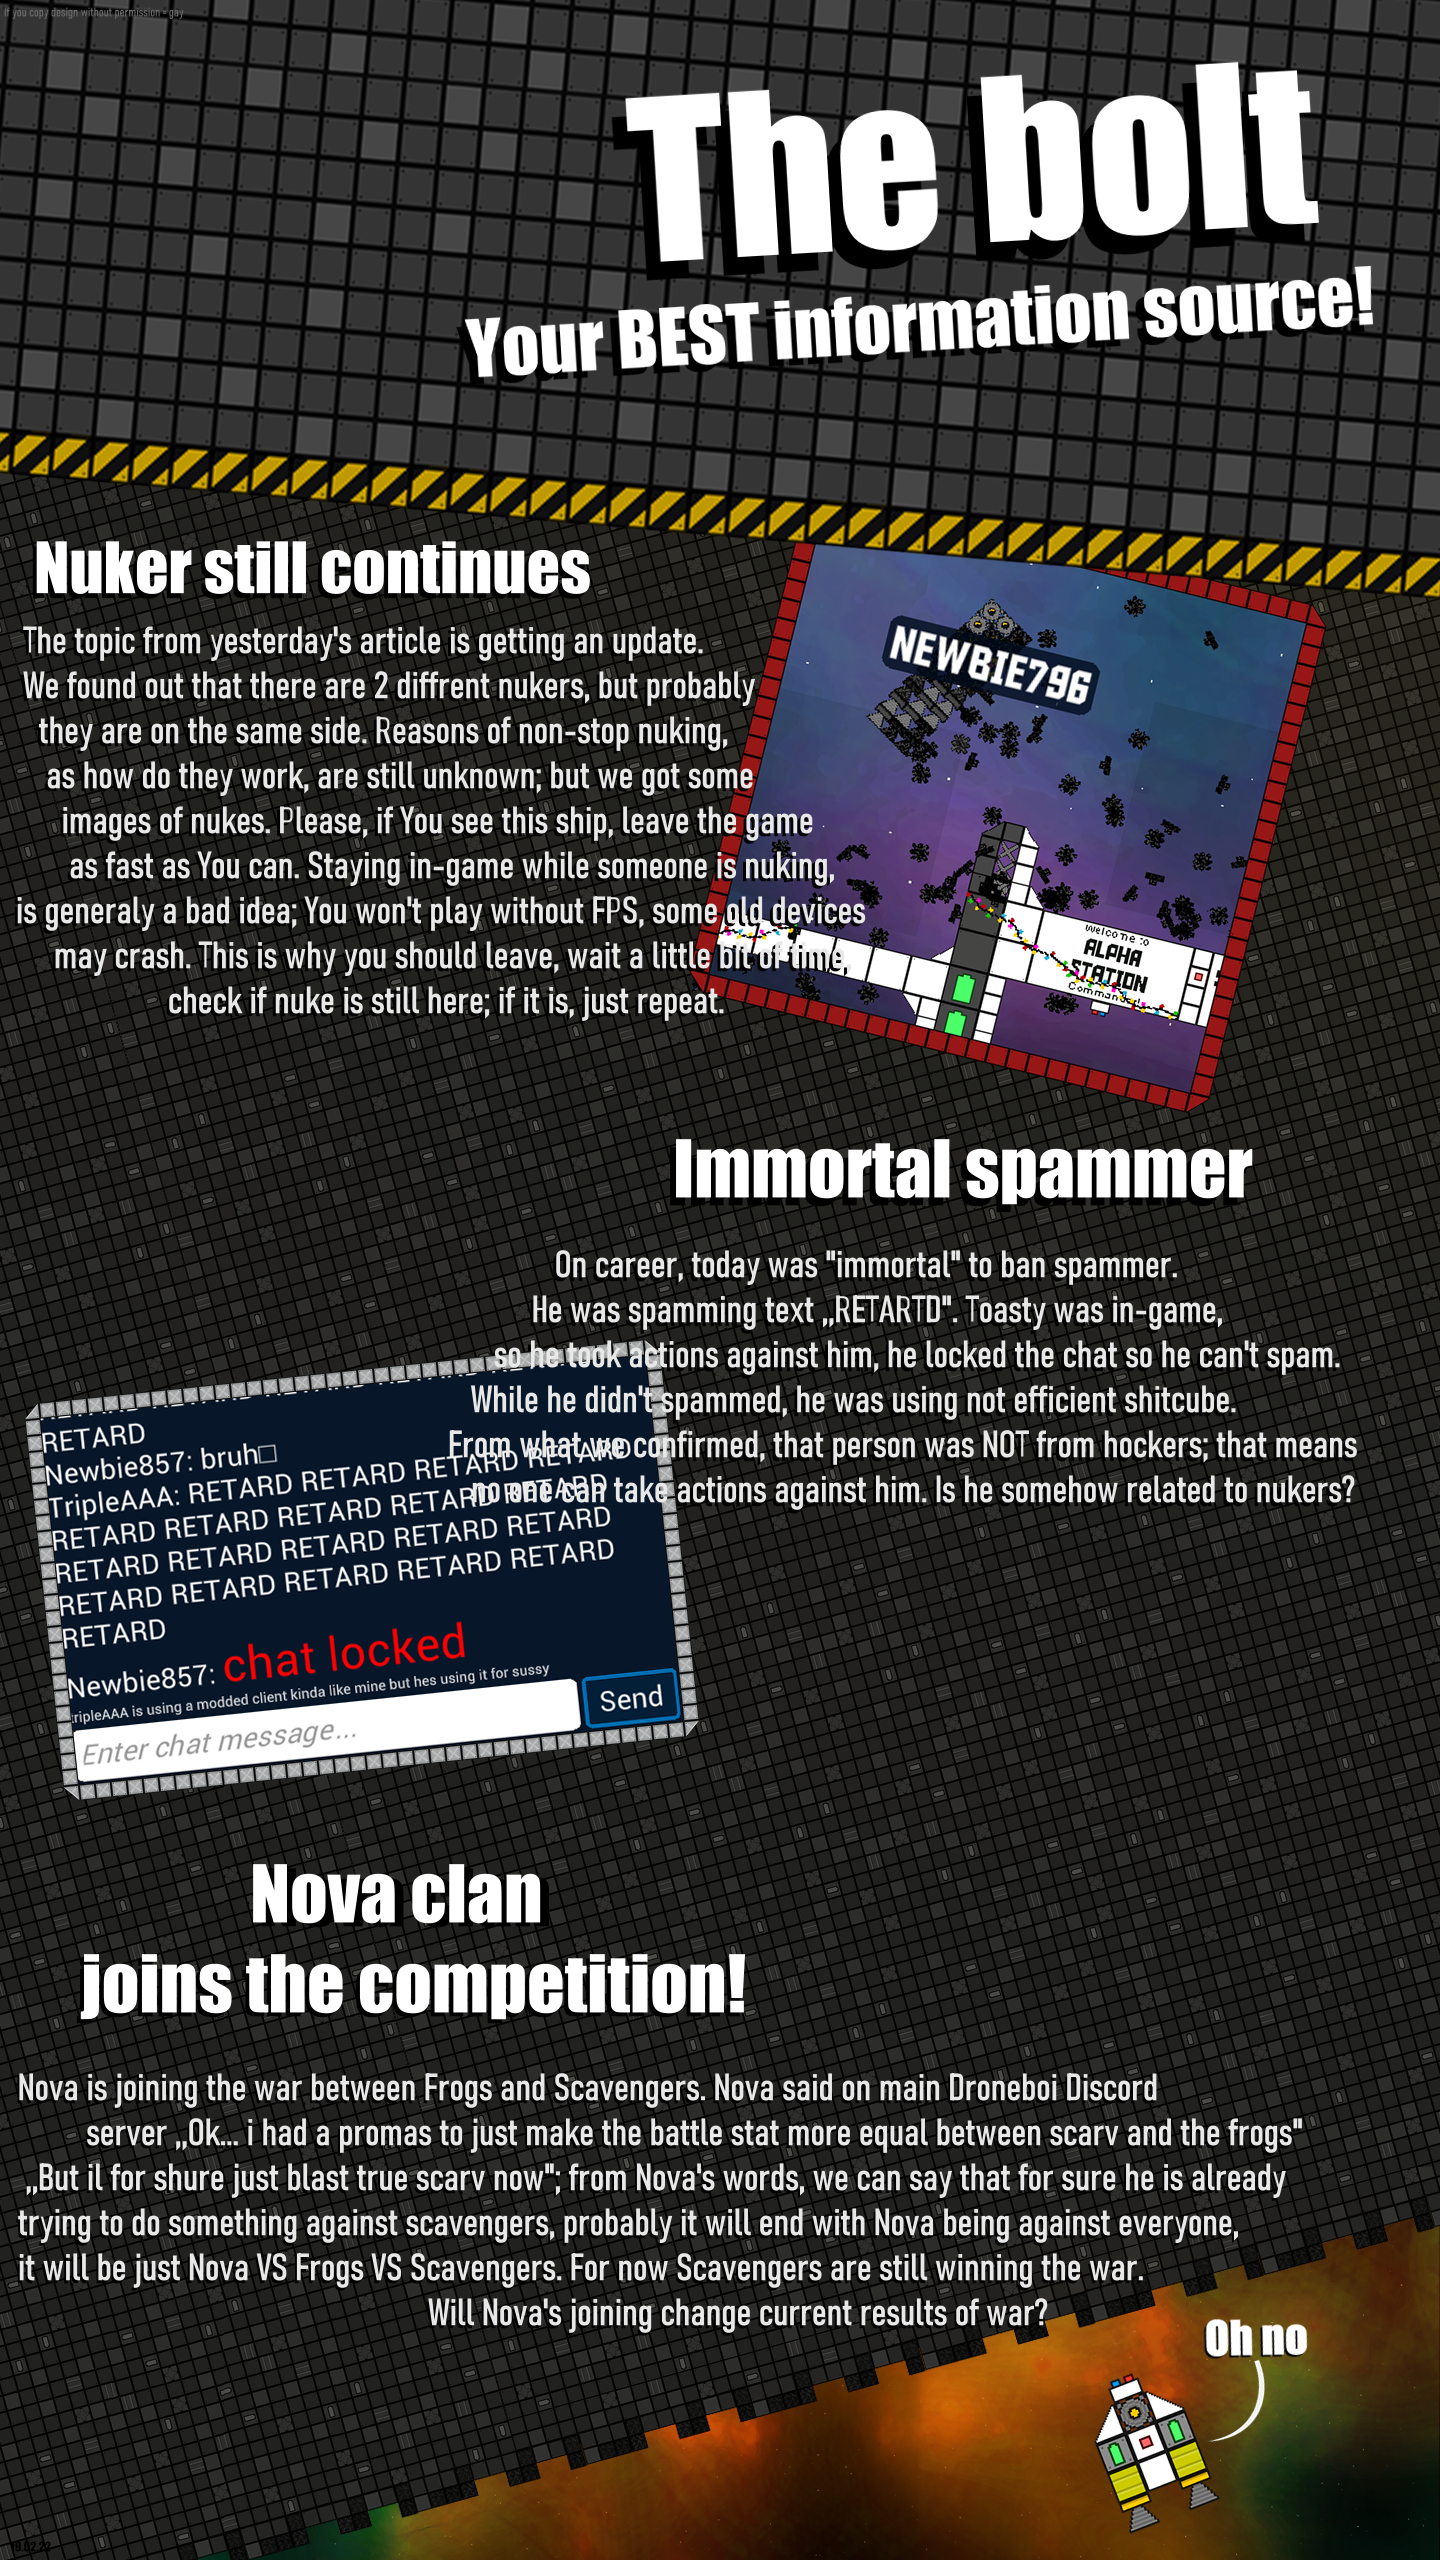 If you copy design without permission = gay
The bolt
Your BEST information source!
Nuker still continues
The topic from yesterday's article is getting an update.
We found out that there are 2 diffrent nukers, but probably
they are on the same side. Reasons of non-stop nuking,
as how do they work, are still unknown; but we got some
images of nukes. Please, if You see this ship, leave the game
as fast as You can. Staying in-game while someone is nuking,
is generaly a bad idea; You won't play without FPS, some old devices
may crash. This is why you should leave, wait a little bit of time,
check if nuke is still here; if it is, just repeat.
NEWBIE796
Welcome to
ALPHA
STATION
Commander!
Immortal spammer
On career, today was "immortal" to ban spammer.
He was spamming text „RETARTD". Toasty was in-game,
so he took actions against him, he locked the chat so he can't spam.
While he didn't spammed, he was using not efficient shitcube.
From what we confirmed, that person was NOT from hockers; that means
no one can take actions against him. Is he somehow related to nukers?
RETARD
Newbie857: bruh□
TripleAAA: RETARD RETARD RETARD RETARD
RETARD RETARD RETARD RETARD RETARD
RETARD RETARD RETARD RETARD RETARD
RETARD RETARD RETARD RETARD RETARD
RETARD
Newbie857: chat locked
tripleAAA is using a modded client kinda like mine but hes using it for sussy
Enter chat message...
Send
Nova clan
joins the competition!
Nova is joining the war between Frogs and Scavengers. Nova said on main Droneboi Discord
server „Ok... i had a promas to just make the battle stat more equal between scarv and the frogs"
„But il for shure just blast true scarv now"; from Nova's words, we can say that for sure he is already
trying to do something against scavengers, probably it will end with Nova being against everyone,
it will be just Nova VS Frogs VS Scavengers. For now Scavengers are still winning the war.
Will Nova's joining change current results of war?
Oh no